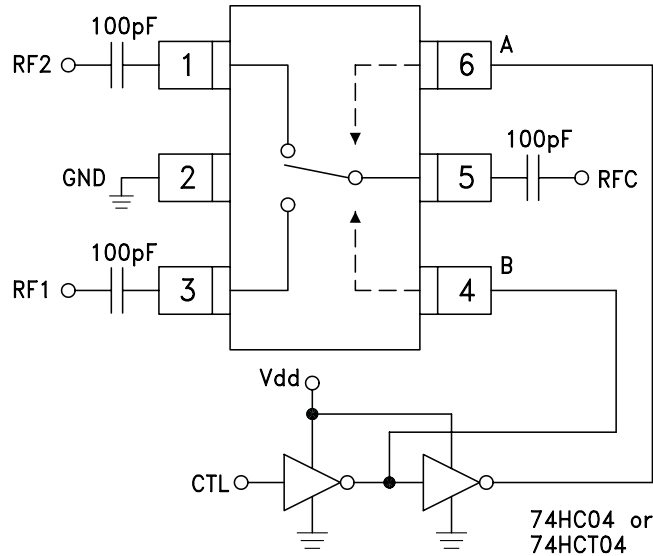 100pF
RF2
1
6
A
100pF
GND
2
5
RFC
100pF
B
RF1
3
4
Vdd
CTL
74HC04 or
74HCT04